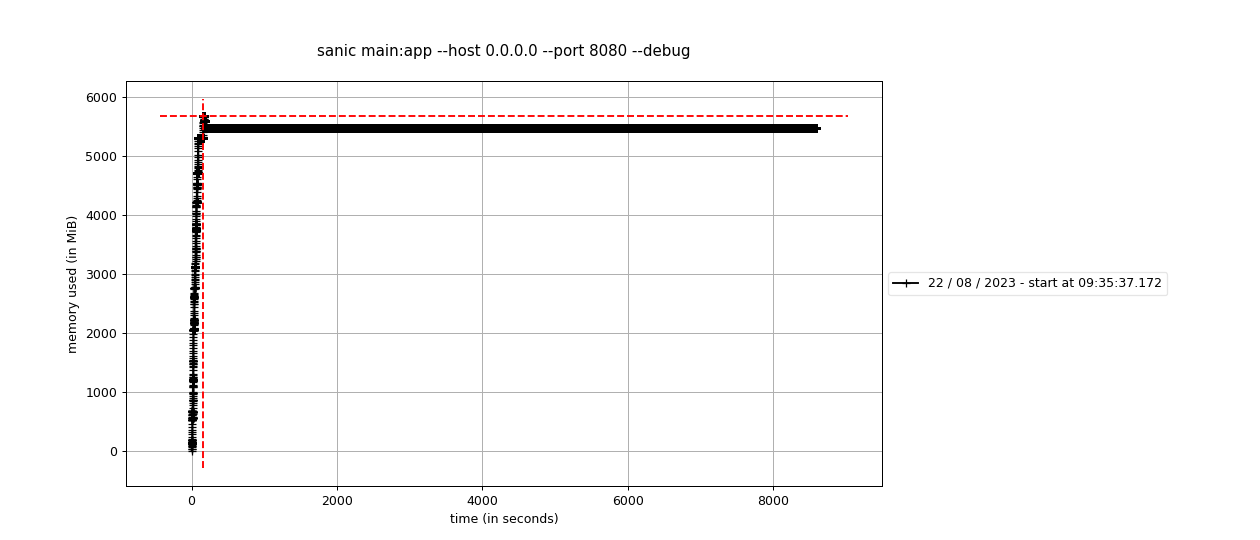 sanic main:app --host 0.0.0.0 --port 8080 --debug
6000
5000
4000
3000
2000
1000
0
memory used (in MiB)
0 2000 4000 6000 8000
time (in seconds)
22 / 08 / 2023 - start at 09:35:37.172